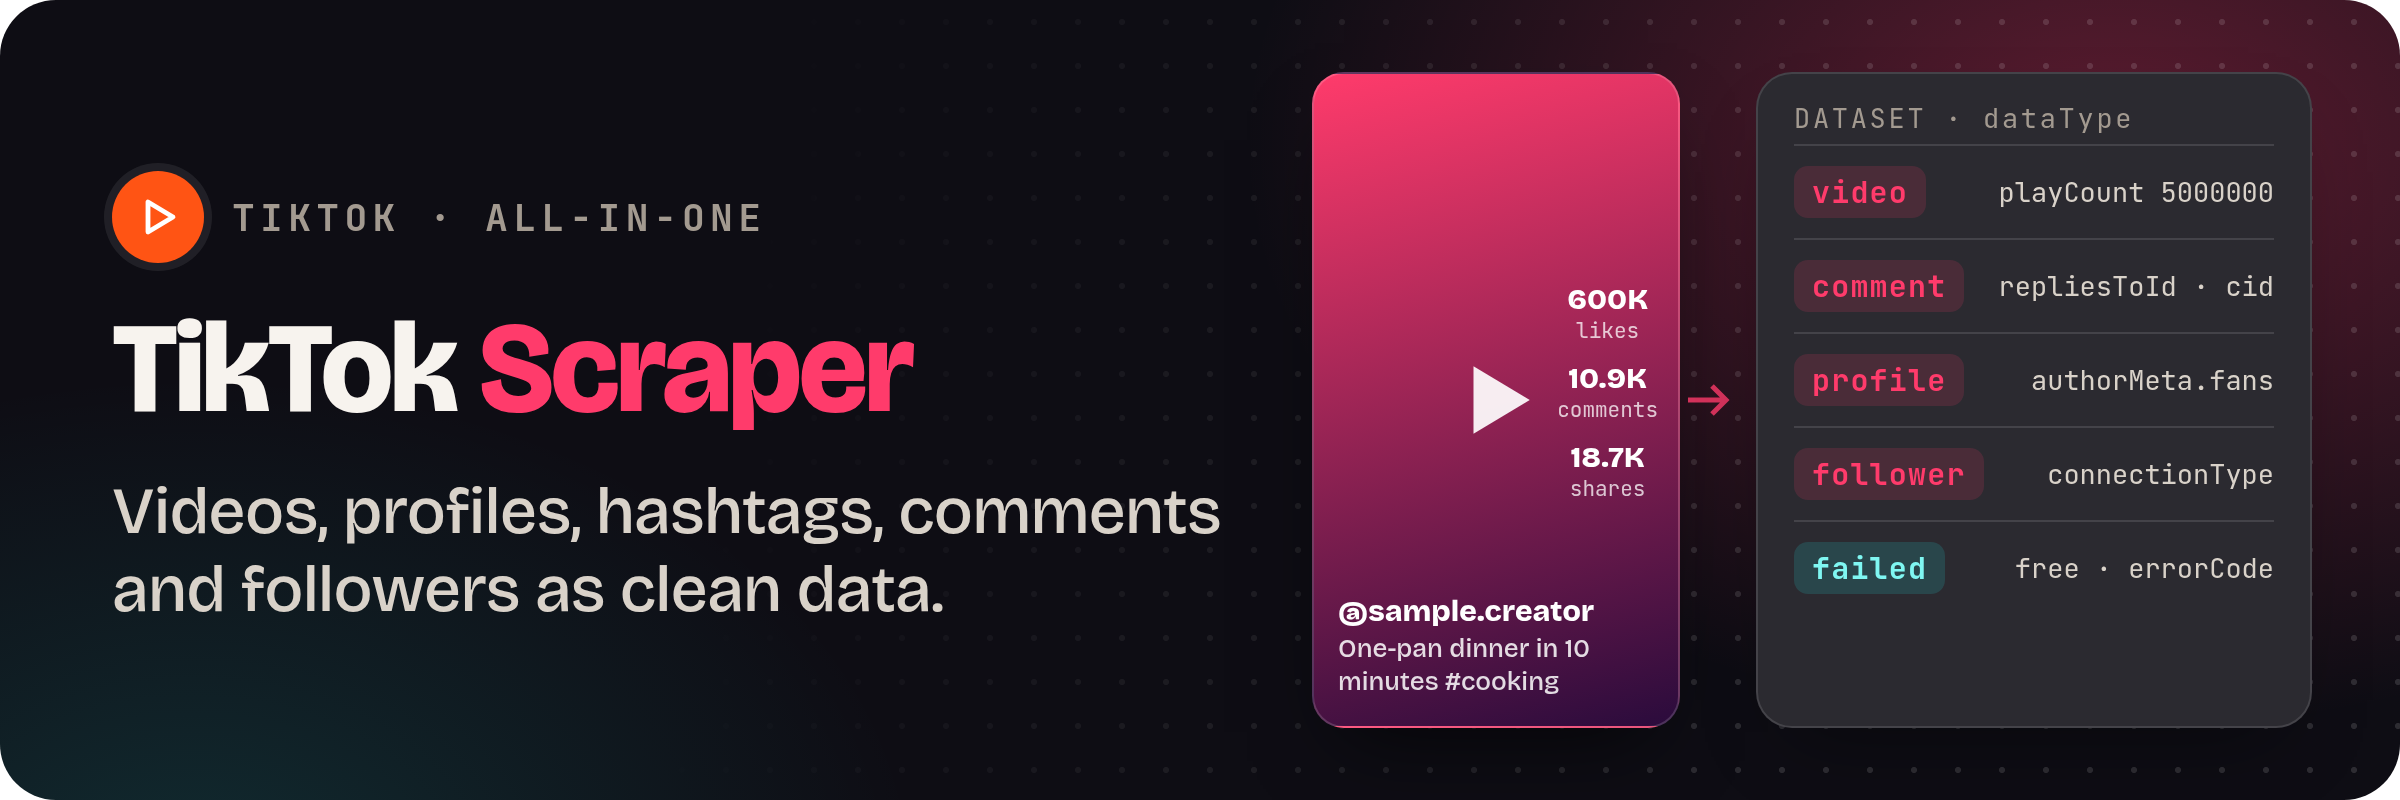 TIKTOK · ALL-IN-ONE
TikTok Scraper
Videos, profiles, hashtags, comments
and followers as clean data.
600K
likes
10.9K
comments
18.7K
shares
@sample.creator
One-pan dinner in 10
minutes #cooking
DATASET · dataType
video playCount 5000000
comment repliesToId · cid
profile authorMeta.fans
follower connectionType
failed free · errorCode